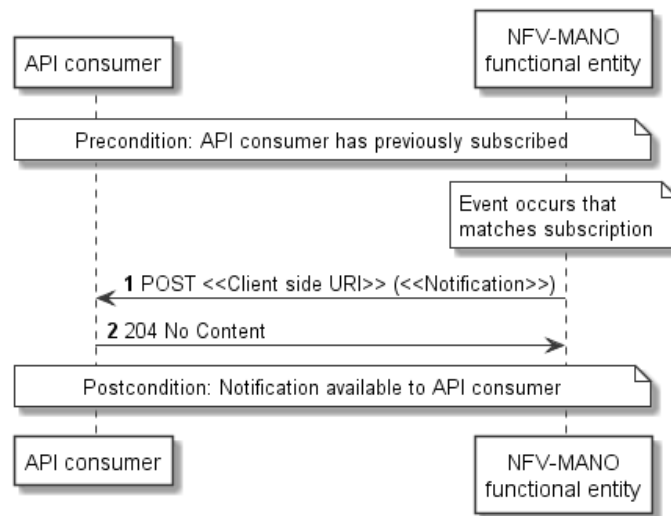 API consumer
NFV-MANO
functional entity
Precondition: API consumer has previously subscribed
Event occurs that
matches subscription
1 POST <<Client side URI>> (<<Notification>>)
2 204 No Content
Postcondition: Notification available to API consumer
API consumer
NFV-MANO
functional entity